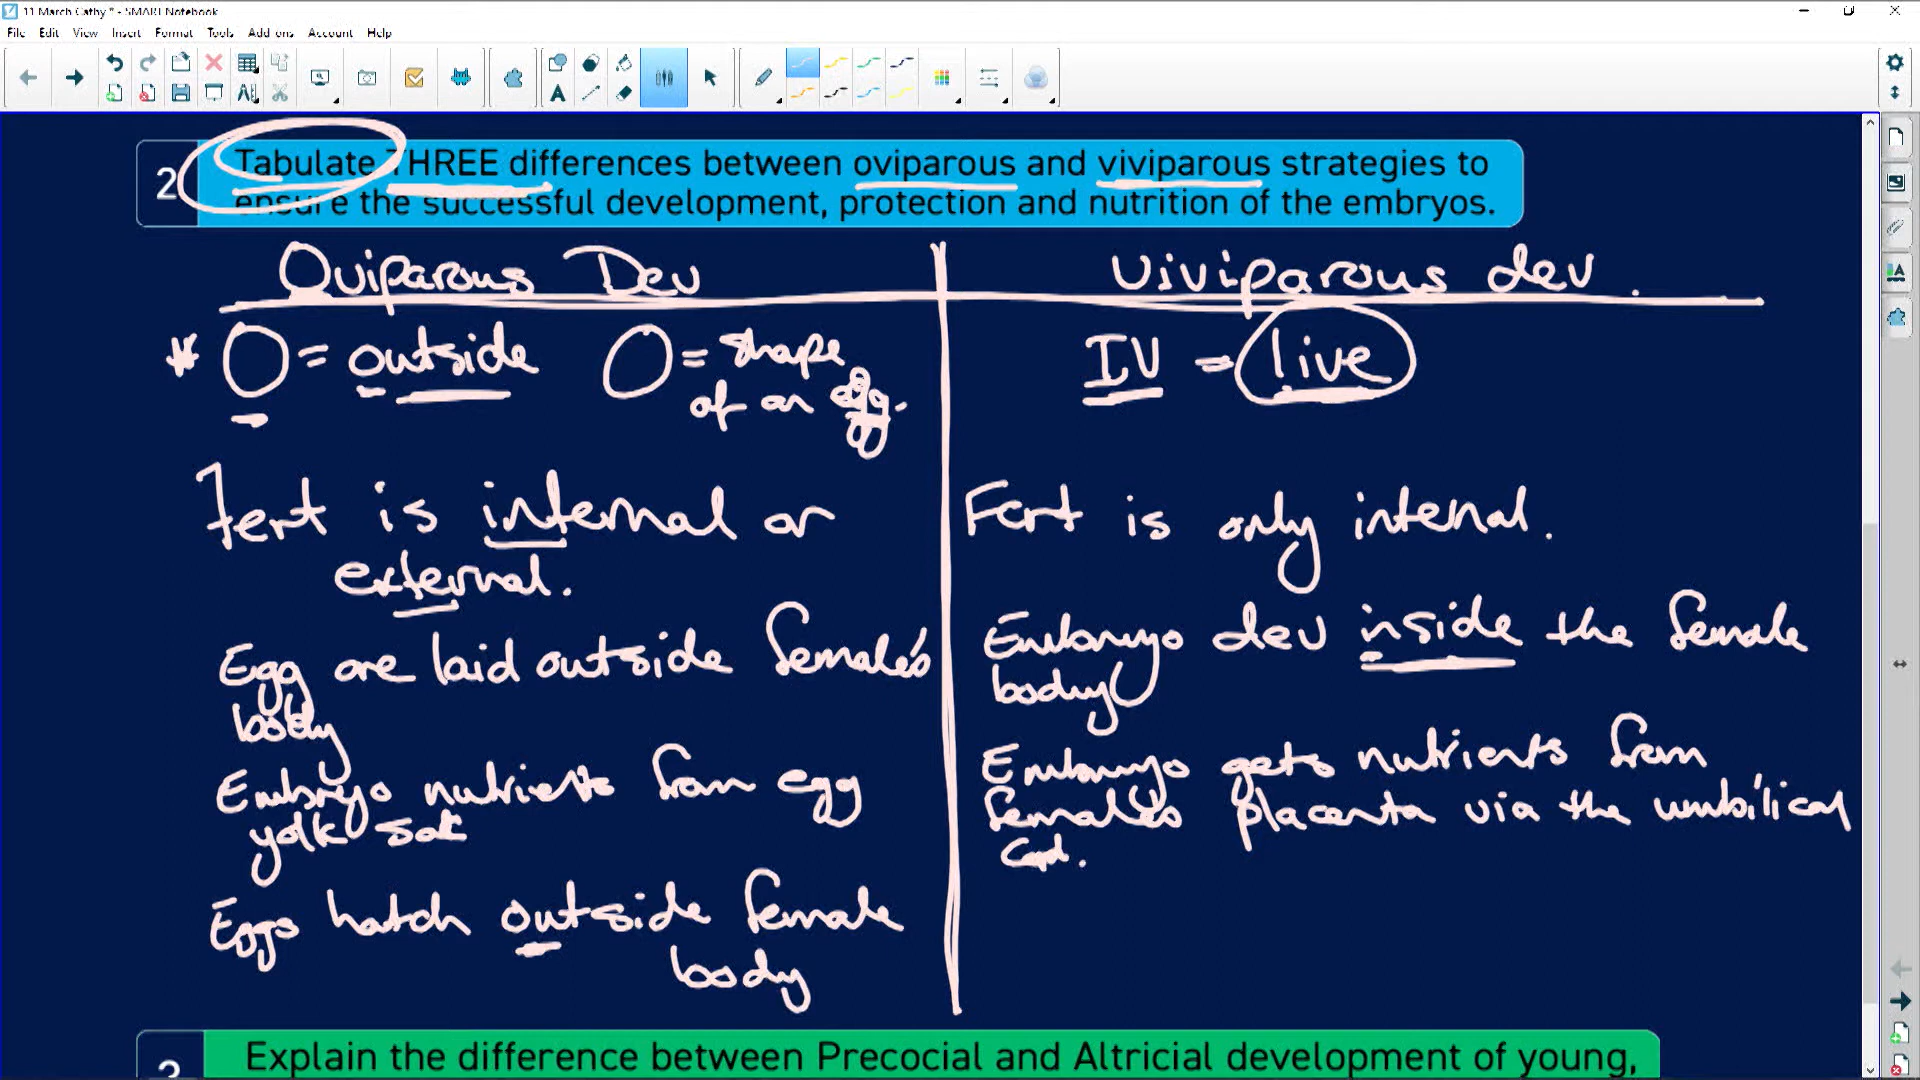 11 March Cathy * - SMART Notebook
File Edit View Insert Format Tools Add-ons Account Help
2 Tabulate THREE differences between oviparous and viviparous strategies to
ensure the successful development, protection and nutrition of the embryos.
Oviparous Dev
* O = outside O = shape
of an egg.
Fert is internal or
external.
Egg are laid outside female's
body
Embryo nutrients from egg
yolk sac
Eggs hatch outside female
body
Viviparous dev.
IV = live
Fert is only internal.
Embryo dev inside the female
body
Embryo gets nutrients from
female's placenta via the umbilical
cord.
3 Explain the difference between Precocial and Altricial development of young,